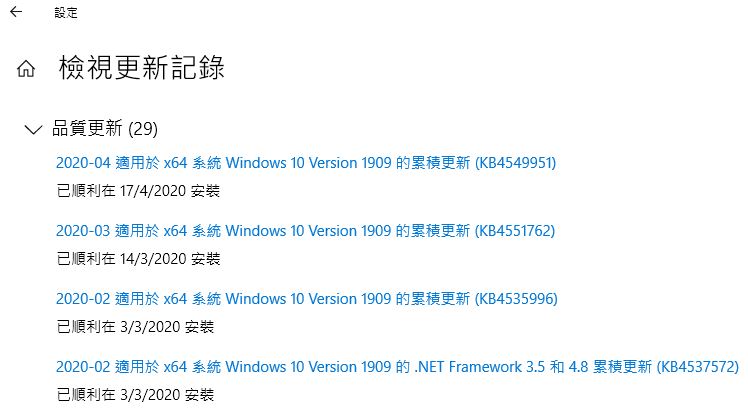 設定
檢視更新記錄
品質更新 (29)
2020-04 適用於 x64 系統 Windows 10 Version 1909 的累積更新 (KB4549951)
已順利在 17/4/2020 安裝
2020-03 適用於 x64 系統 Windows 10 Version 1909 的累積更新 (KB4551762)
已順利在 14/3/2020 安裝
2020-02 適用於 x64 系統 Windows 10 Version 1909 的累積更新 (KB4535996)
已順利在 3/3/2020 安裝
2020-02 適用於 x64 系統 Windows 10 Version 1909 的 .NET Framework 3.5 和 4.8 累積更新 (KB4537572)
已順利在 3/3/2020 安裝